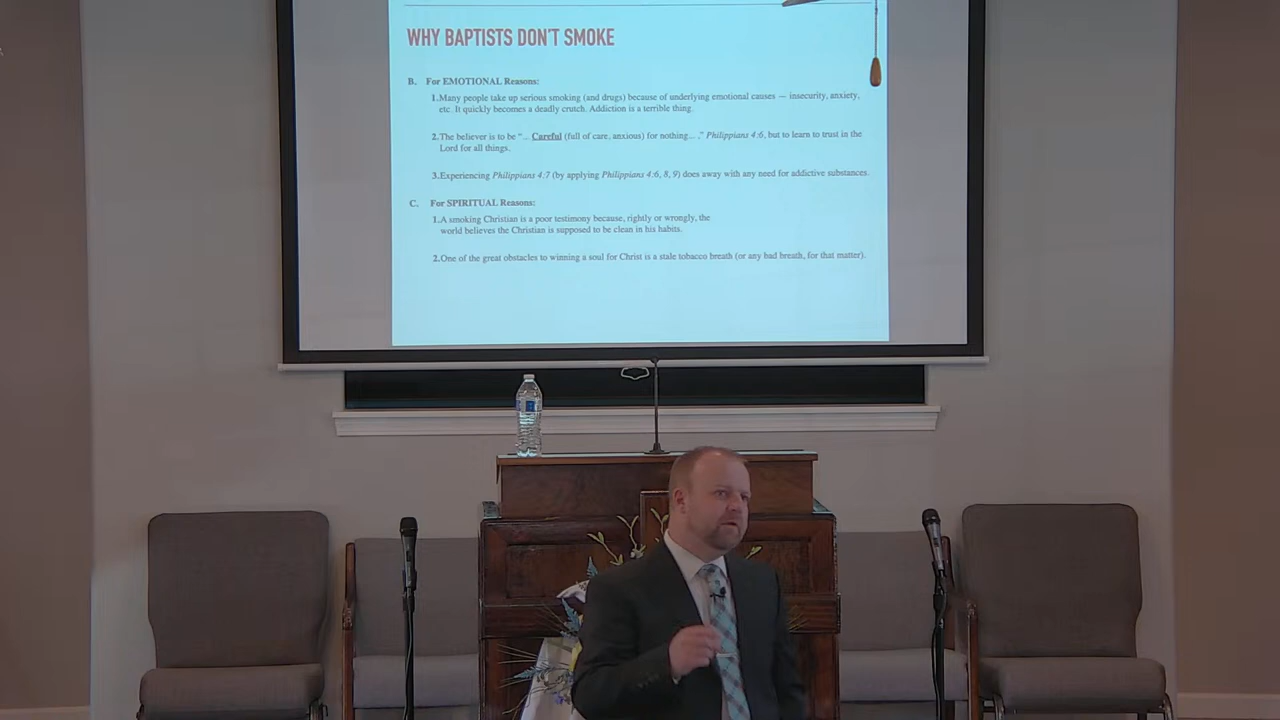 WHY BAPTISTS DON'T SMOKE
B. For EMOTIONAL Reasons:
1.Many people take up serious smoking (and drugs) because of underlying emotional causes — insecurity, anxiety,
etc. It quickly becomes a deadly crutch. Addiction is a terrible thing.
2.The believer is to be "... Careful (full of care, anxious) for nothing... ," Philippians 4:6, but to learn to trust in the
Lord for all things.
3.Experiencing Philippians 4:7 (by applying Philippians 4:6, 8, 9) does away with any need for addictive substances.
C. For SPIRITUAL Reasons:
1.A smoking Christian is a poor testimony because, rightly or wrongly, the
world believes the Christian is supposed to be clean in his habits.
2.One of the great obstacles to winning a soul for Christ is a stale tobacco breath (or any bad breath, for that matter).